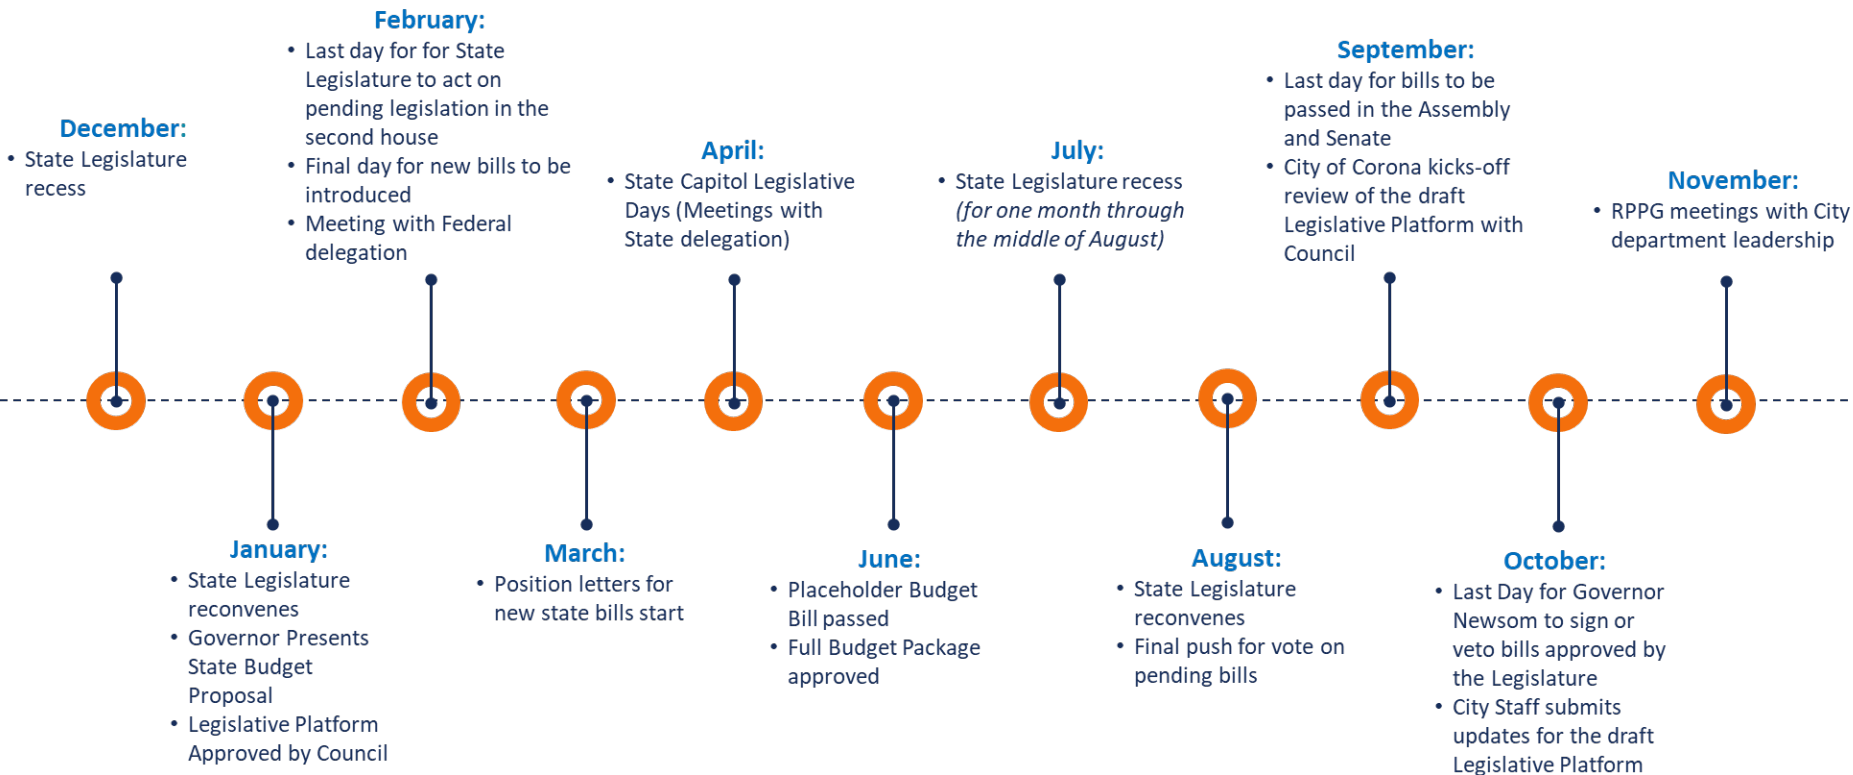 December:
• State Legislature
recess
January:
• State Legislature
reconvenes
• Governor Presents
State Budget
Proposal
• Legislative Platform
Approved by Council
February:
• Last day for for State
Legislature to act on
pending legislation in the
second house
• Final day for new bills to be
introduced
• Meeting with Federal
delegation
March:
• Position letters for
new state bills start
April:
• State Capitol Legislative
Days (Meetings with
State delegation)
June:
• Placeholder Budget
Bill passed
• Full Budget Package
approved
July:
• State Legislature recess
(for one month through
the middle of August)
August:
• State Legislature
reconvenes
• Final push for vote on
pending bills
September:
• Last day for bills to be
passed in the Assembly
and Senate
• City of Corona kicks-off
review of the draft
Legislative Platform with
Council
October:
• Last Day for Governor
Newsom to sign or
veto bills approved by
the Legislature
• City Staff submits
updates for the draft
Legislative Platform
November:
• RPPG meetings with City
department leadership